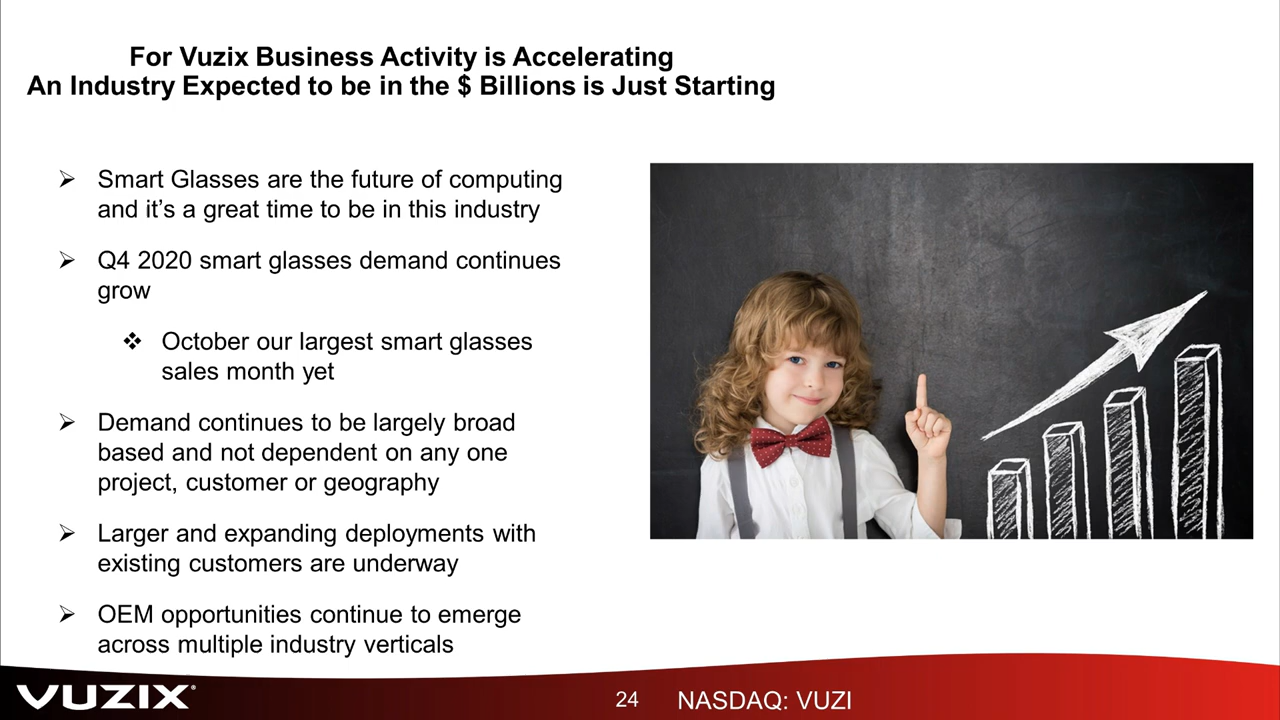 For Vuzix Business Activity is Accelerating
An Industry Expected to be in the $ Billions is Just Starting
Smart Glasses are the future of computing
and it’s a great time to be in this industry
Q4 2020 smart glasses demand continues
grow
October our largest smart glasses
sales month yet
Demand continues to be largely broad
based and not dependent on any one
project, customer or geography
Larger and expanding deployments with
existing customers are underway
OEM opportunities continue to emerge
across multiple industry verticals
VUZIX®
24
NASDAQ: VUZI